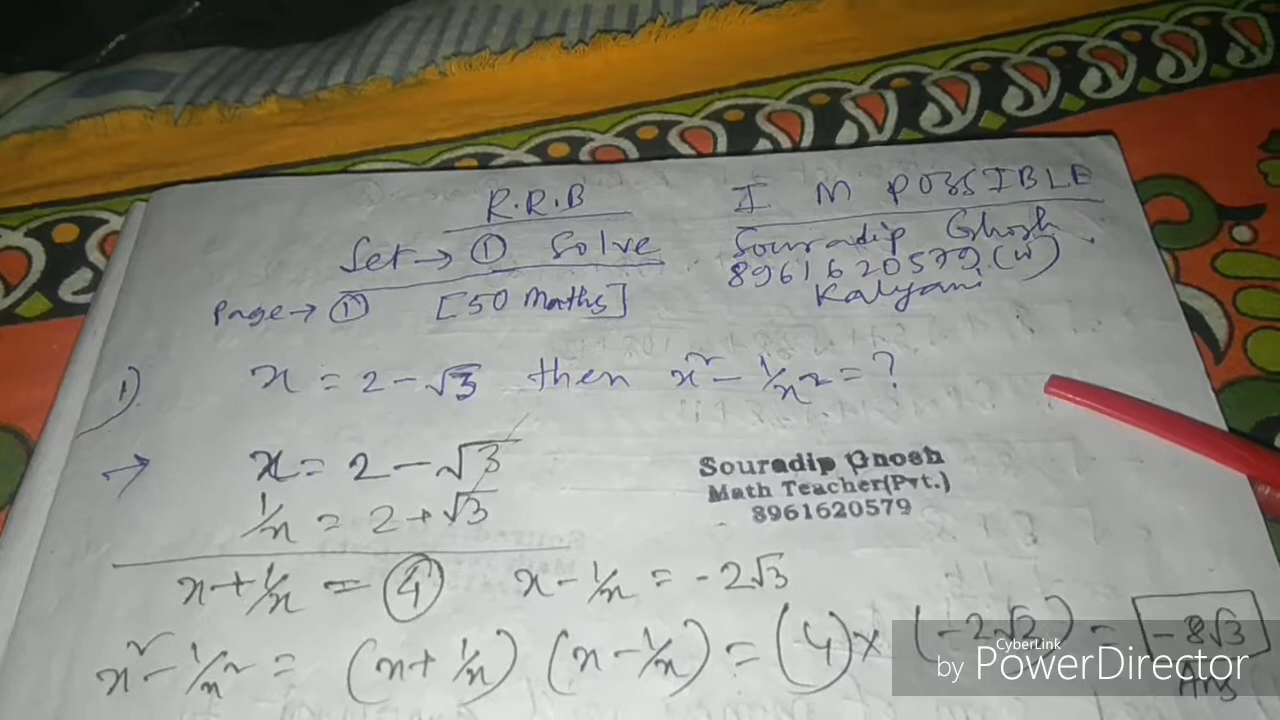 R.R.B
I M POSSIBLE
Set → ① Solve
Souradip Ghosh
8961620579 (W)
Kalyani
Page → ① [50 Maths]
1) x = 2 - √3 then x² - 1/x² = ?
→ x = 2 - √3
1/x = 2 + √3
Souradip Ghosh
Math Teacher(Pvt.)
8961620579
x + 1/x = ④ x - 1/x = -2√3
x² - 1/x² = (x + 1/x) (x - 1/x) = (4) × (-2√2) = -8√3
Ans
CyberLink
by PowerDirector